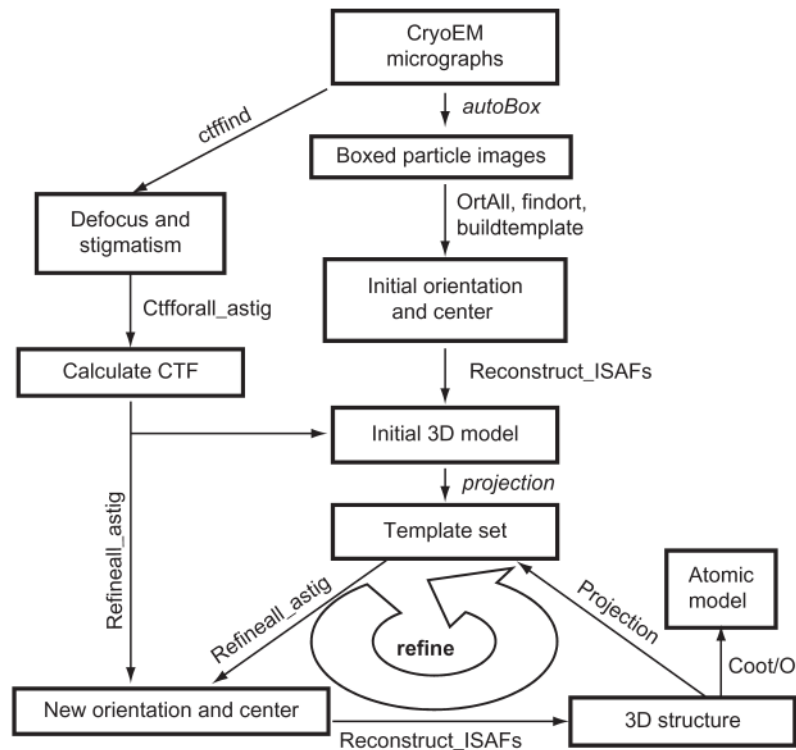 CryoEM
micrographs
ctffind
autoBox
Boxed particle images
Defocus and
stigmatism
OrtAll, findort,
buildtemplate
Initial orientation
and center
Ctfforall_astig
Calculate CTF
Reconstruct_ISAFs
Initial 3D model
projection
Template set
Refineall_astig
Refineall_astig
refine
Projection
Atomic
model
Coot/O
New orientation and center
Reconstruct_ISAFs
3D structure